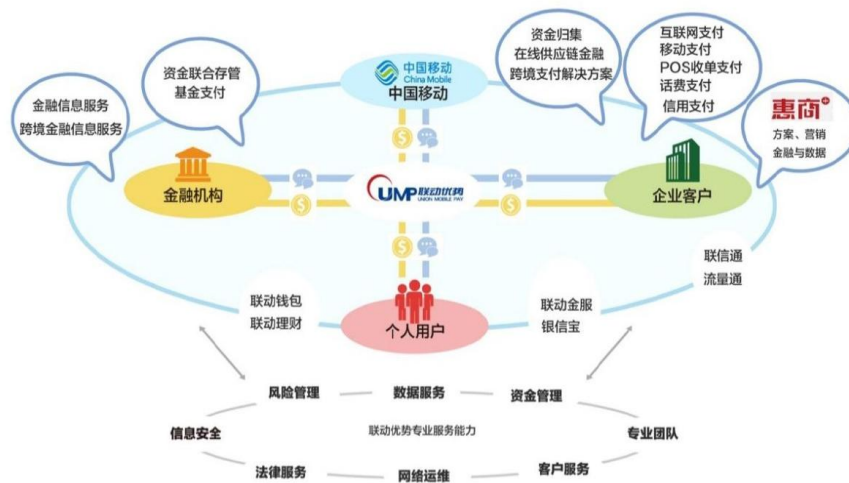 资金归集
在线供应链金融
跨境支付解决方案
互联网支付
移动支付
POS收单支付
话费支付
信用支付
资金联合存管
基金支付
中国移动
China Mobile
中国移动
金融信息服务
跨境金融信息服务
惠商+
方案、营销
金融与数据
金融机构
UMP 联动优势
UNION MOBILE PAY
企业客户
联信通
流量通
联动钱包
联动理财
个人用户
联动金服
银信宝
风险管理
数据服务
资金管理
信息安全
联动优势专业服务能力
专业团队
法律服务
网络运维
客户服务